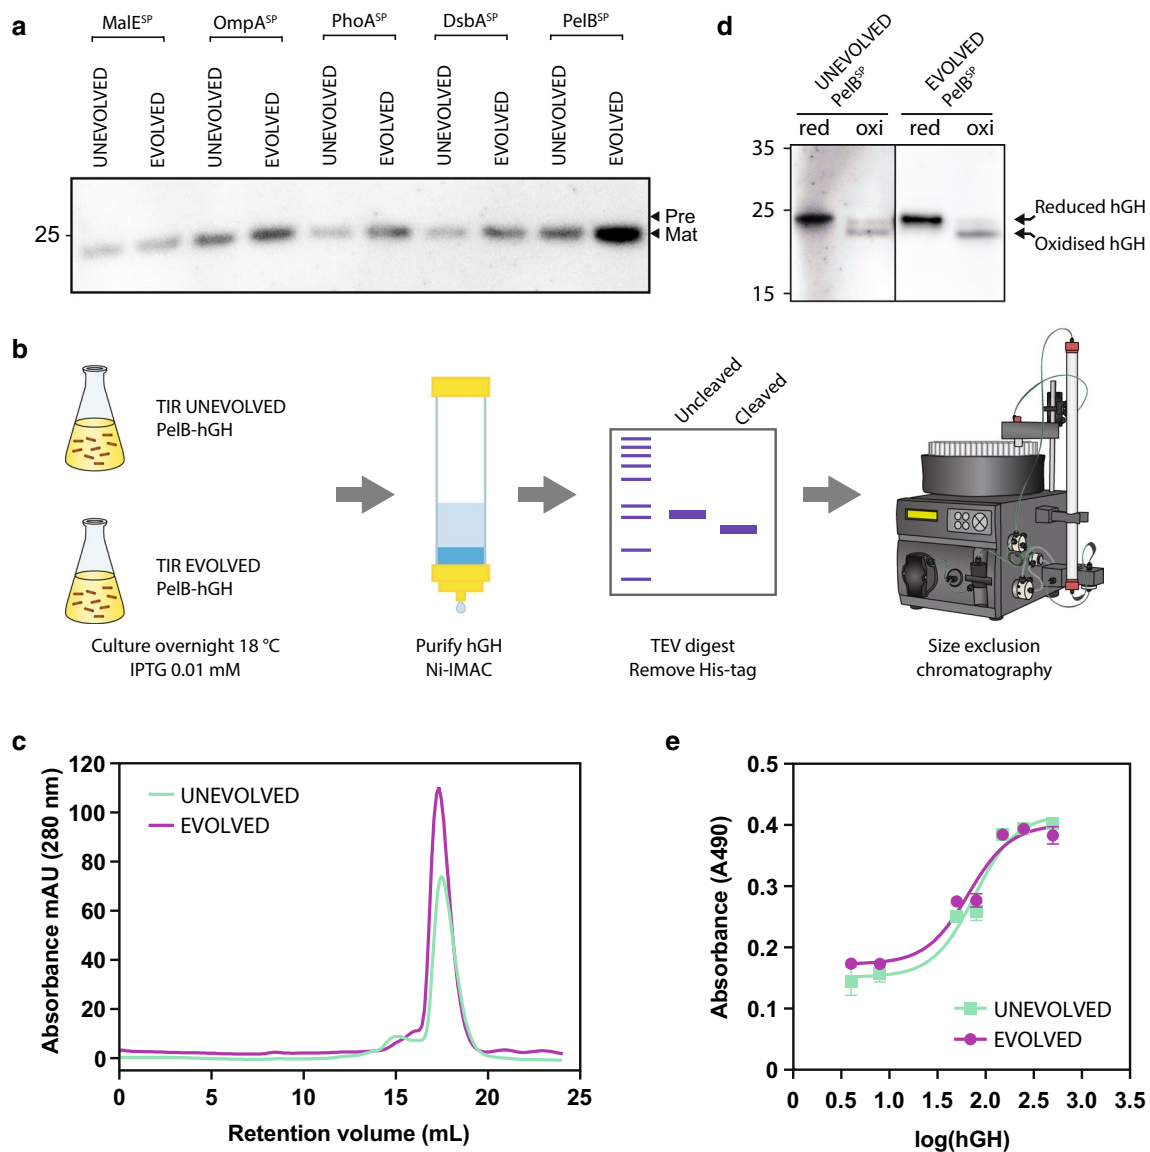 a
MalE^SP OmpA^SP PhoA^SP DsbA^SP PelB^SP
UNEVOLVED EVOLVED UNEVOLVED EVOLVED UNEVOLVED EVOLVED UNEVOLVED EVOLVED UNEVOLVED EVOLVED
25
Pre
Mat
d
UNEVOLVED
PelB^SP
EVOLVED
PelB^SP
red oxi red oxi
35
25
15
Reduced hGH
Oxidised hGH
b
TIR UNEVOLVED
PelB-hGH
TIR EVOLVED
PelB-hGH
Culture overnight 18 °C
IPTG 0.01 mM
Purify hGH
Ni-IMAC
Uncleaved
Cleaved
TEV digest
Remove His-tag
Size exclusion
chromatography
c
Absorbance mAU (280 nm)
120
100
80
60
40
20
0
UNEVOLVED
EVOLVED
0 5 10 15 20 25
Retention volume (mL)
e
Absorbance (A490)
0.5
0.4
0.3
0.2
0.1
0
UNEVOLVED
EVOLVED
0 0.5 1.0 1.5 2.0 2.5 3.0 3.5
log(hGH)